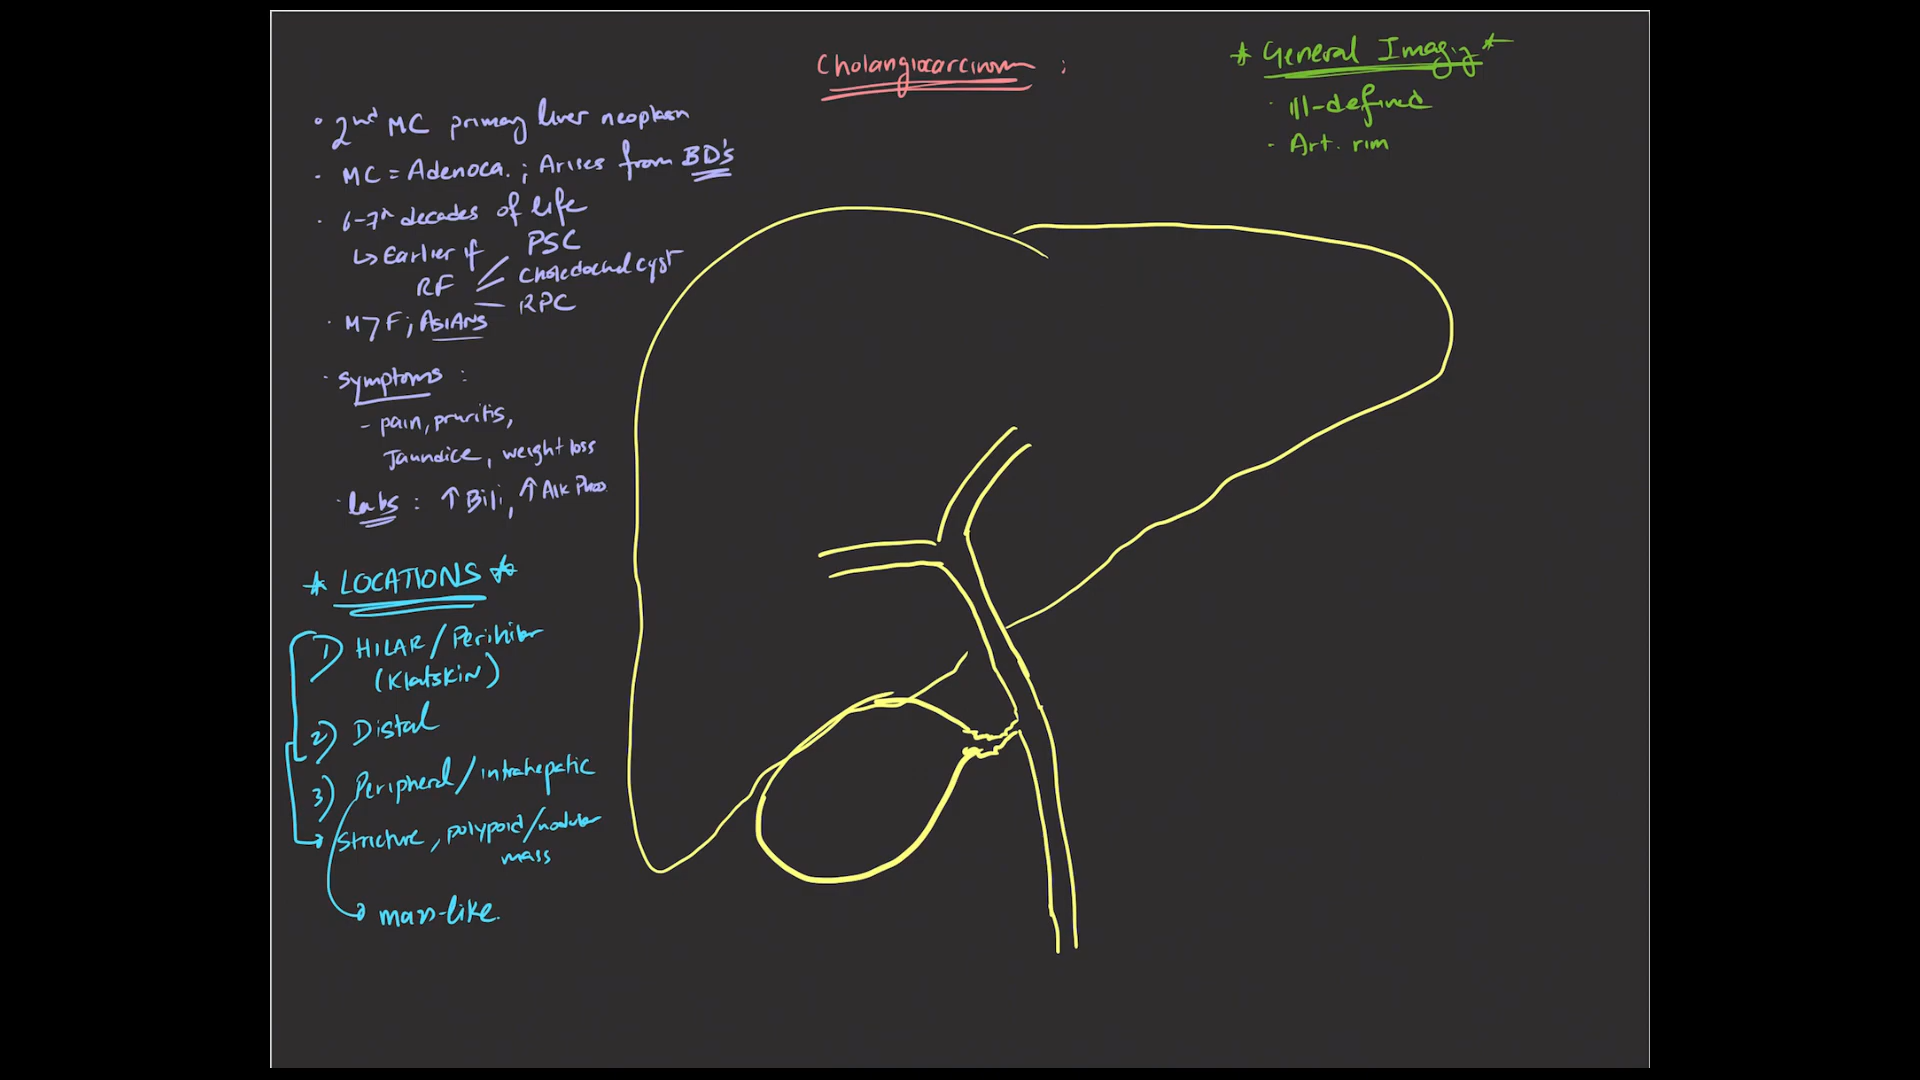 Cholangiocarcinoma :
• 2nd MC primary liver neoplasm
· MC = Adenoca. ; Arises from BD's
· 6-7th decades of life
↳ Earlier if RF
PSC
Choledochal cyst
RPC
· M>F ; ASIANS
· Symptoms :
- pain, pruritis,
Jaundice, weight loss
· labs : ↑ Bili, ↑ Alk Phos.
* LOCATIONS *
1) HILAR / Perihilar
(Klatskin)
2) Distal
3) Peripheral / intrahepatic
→ stricture, polypoid/nodular
mass
→ mass-like.
* General Imaging *
· Ill-defined
- Art. rim